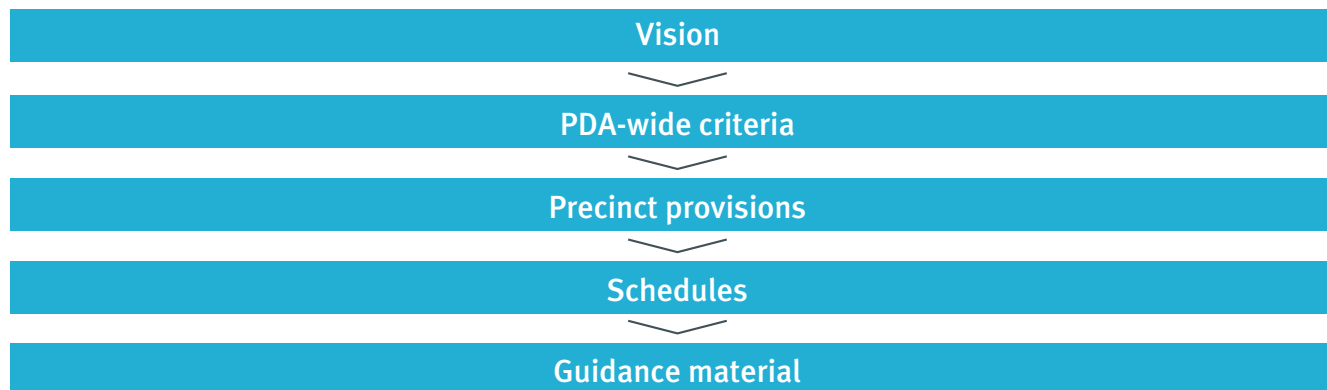 Vision
PDA-wide criteria
Precinct provisions
Schedules
Guidance material